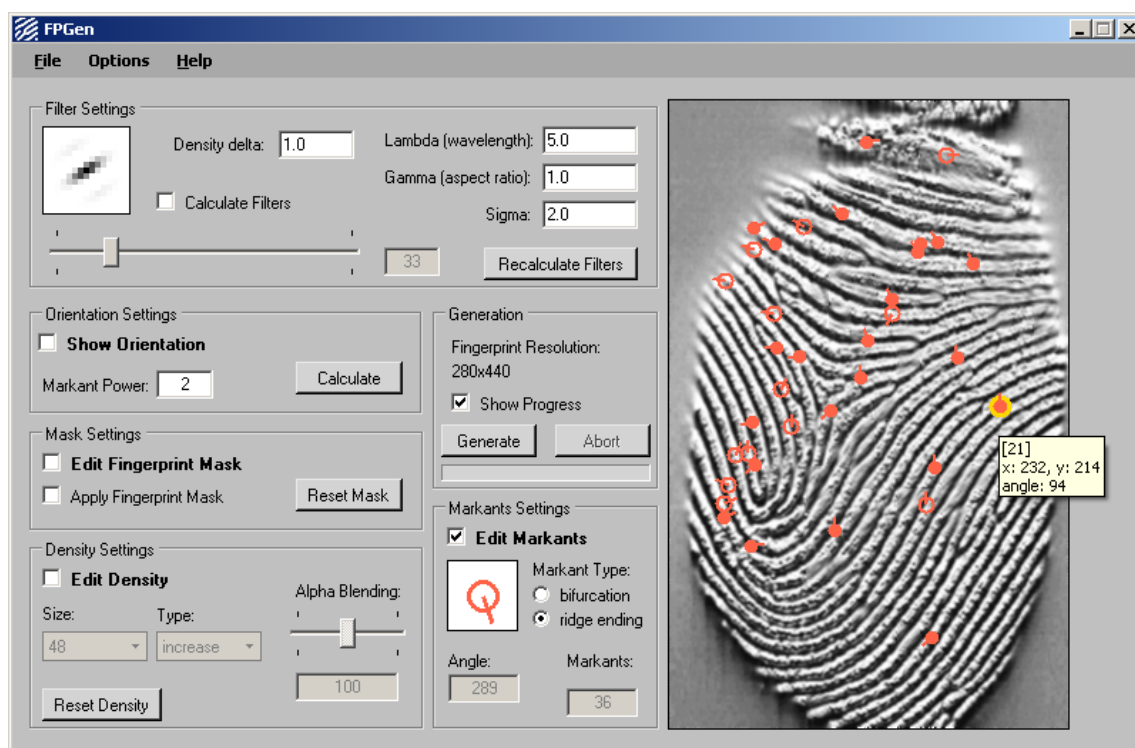 FPGen
File Options Help
Filter Settings
Density delta: 1.0
Lambda (wavelength): 5.0
Gamma (aspect ratio): 1.0
Calculate Filters
Sigma: 2.0
33
Recalculate Filters
Orientation Settings
Show Orientation
Markant Power: 2
Calculate
Generation
Fingerprint Resolution:
280x440
Show Progress
Generate Abort
Mask Settings
Edit Fingerprint Mask
Apply Fingerprint Mask
Reset Mask
Markants Settings
Edit Markants
Markant Type:
bifurcation
ridge ending
Angle: Markants:
289 36
Density Settings
Edit Density
Size: Type:
48 increase
Alpha Blending:
100
Reset Density
[21]
x: 232, y: 214
angle: 94